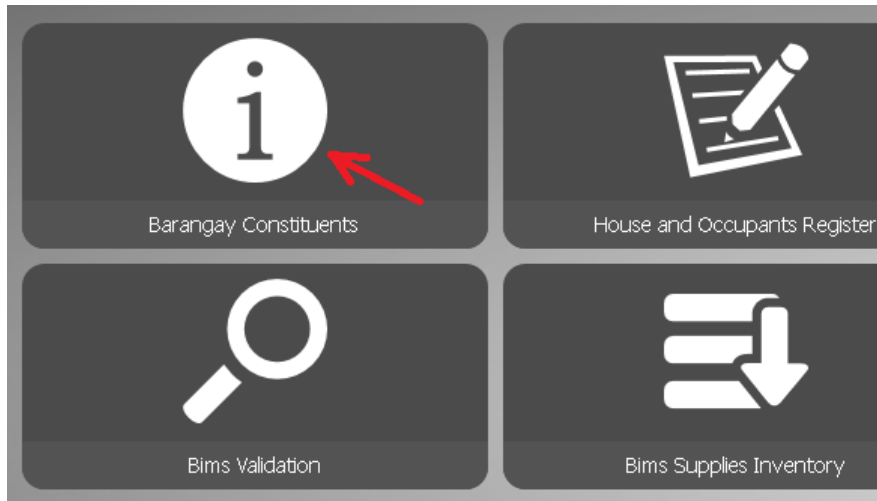 Barangay Constituents
House and Occupants Register
Bims Validation
Bims Supplies Inventory